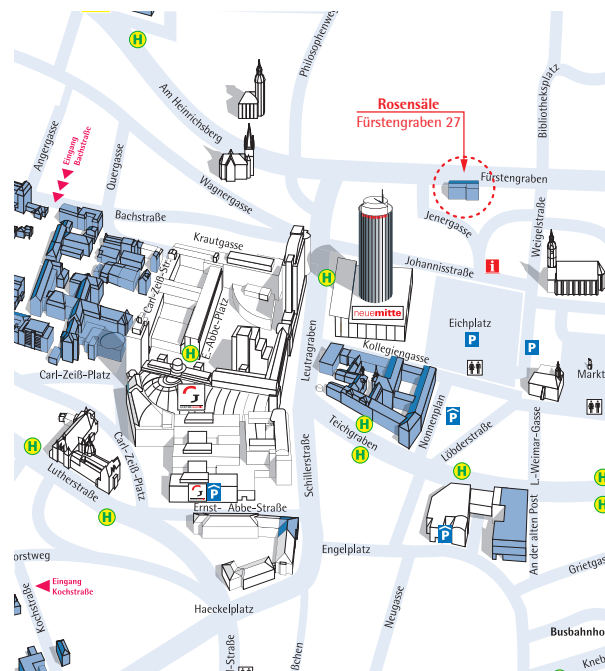 H
Philosophenweg
Bibliotheksplatz
Am Heinrichsberg
Rosensäle
Fürstengraben 27
Angergasse
Eingang
Bachstraße
Quergasse
Wagnergasse
Fürstengraben
Jenergasse
Weigelstraße
Bachstraße
Krautgasse
Johannisstraße
i
H
C.-Carl-Zeiß-Str.
E.-Abbe-Platz
Leutragraben
neuemitte
Eichplatz
P
P
Kollegiengasse
H
Carl-Zeiß-Platz
Markt
Nonnenplan
P
H
H
Teichgraben
Löbderstraße
L.-Weimar-Gasse
H
Carl-Zeiß-Platz
Schillerstraße
H
Lutherstraße
H
H
H
P
Ernst- Abbe-Straße
P
An der alten Post
Engelplatz
orstweg
Eingang
Kochstraße
Kochstraße
Grietgas
Neugasse
Haeckelplatz
Busbahnho
l-Straße
ßchen
Kneb